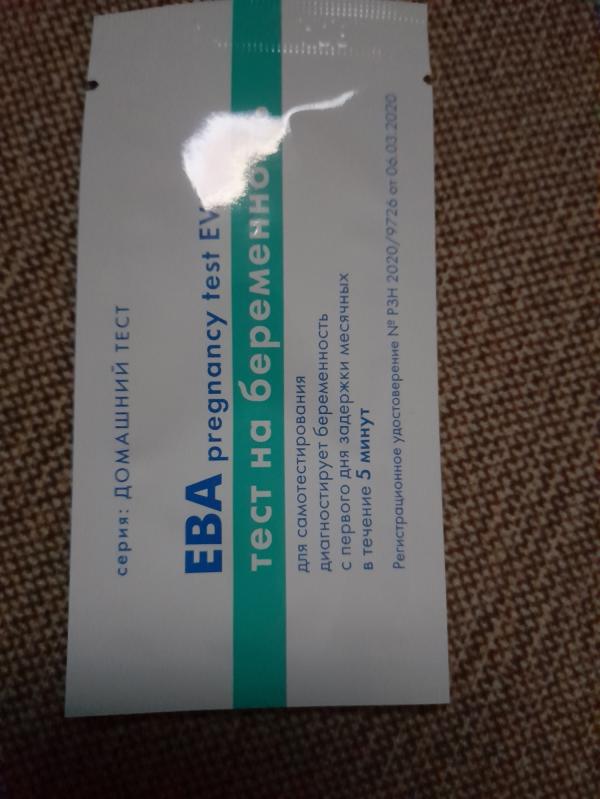 серия: ДОМАШНИЙ ТЕСТ
ЕВА pregnancy test
тест на
для самотестирования
диагностирует беременность
с первого дня задержки месячных
в течение 5 минут
Регистрационное удостоверение № РЗН 2020/9726 от 06.03.2020